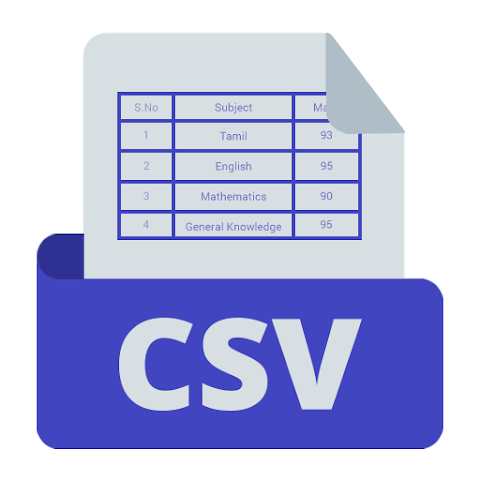 S.No Subject Ma
1 Tamil 93
2 English 95
3 Mathematics 90
4 General Knowledge 95
CSV